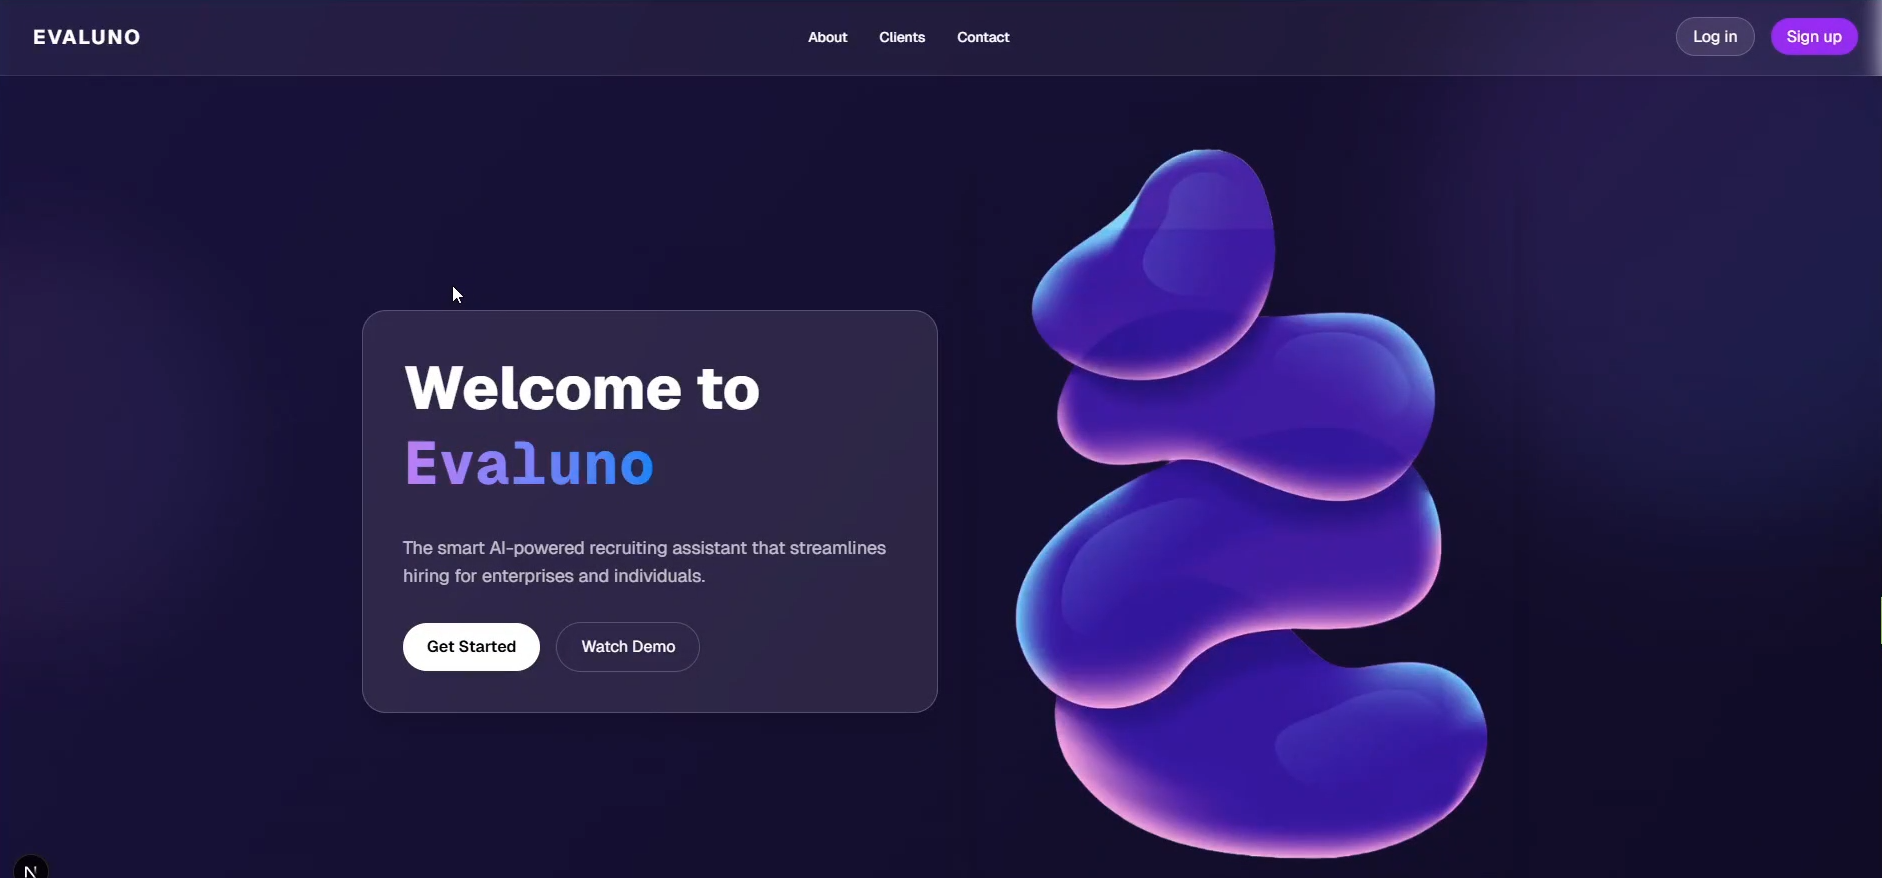 EVALUNO
About
Clients
Contact
Log in
Sign up
Welcome to
Evaluno
The smart AI-powered recruiting assistant that streamlines
hiring for enterprises and individuals.
Get Started
Watch Demo
N